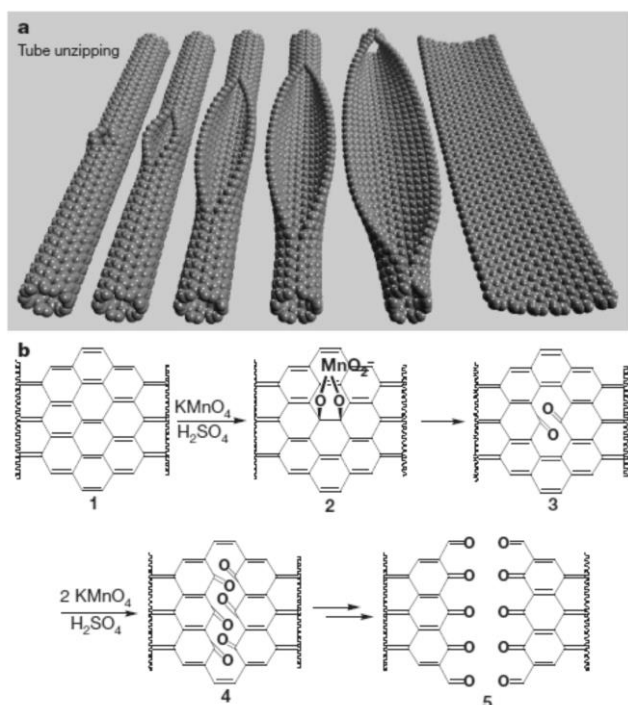 a
Tube unzipping
b
KMnO₄
H₂SO₄
1
MnO₂⁻
O O
2
O
O
3
2 KMnO₄
H₂SO₄
O
O
O
O
O
O
4
O O
O O
O O
O O
O O
5